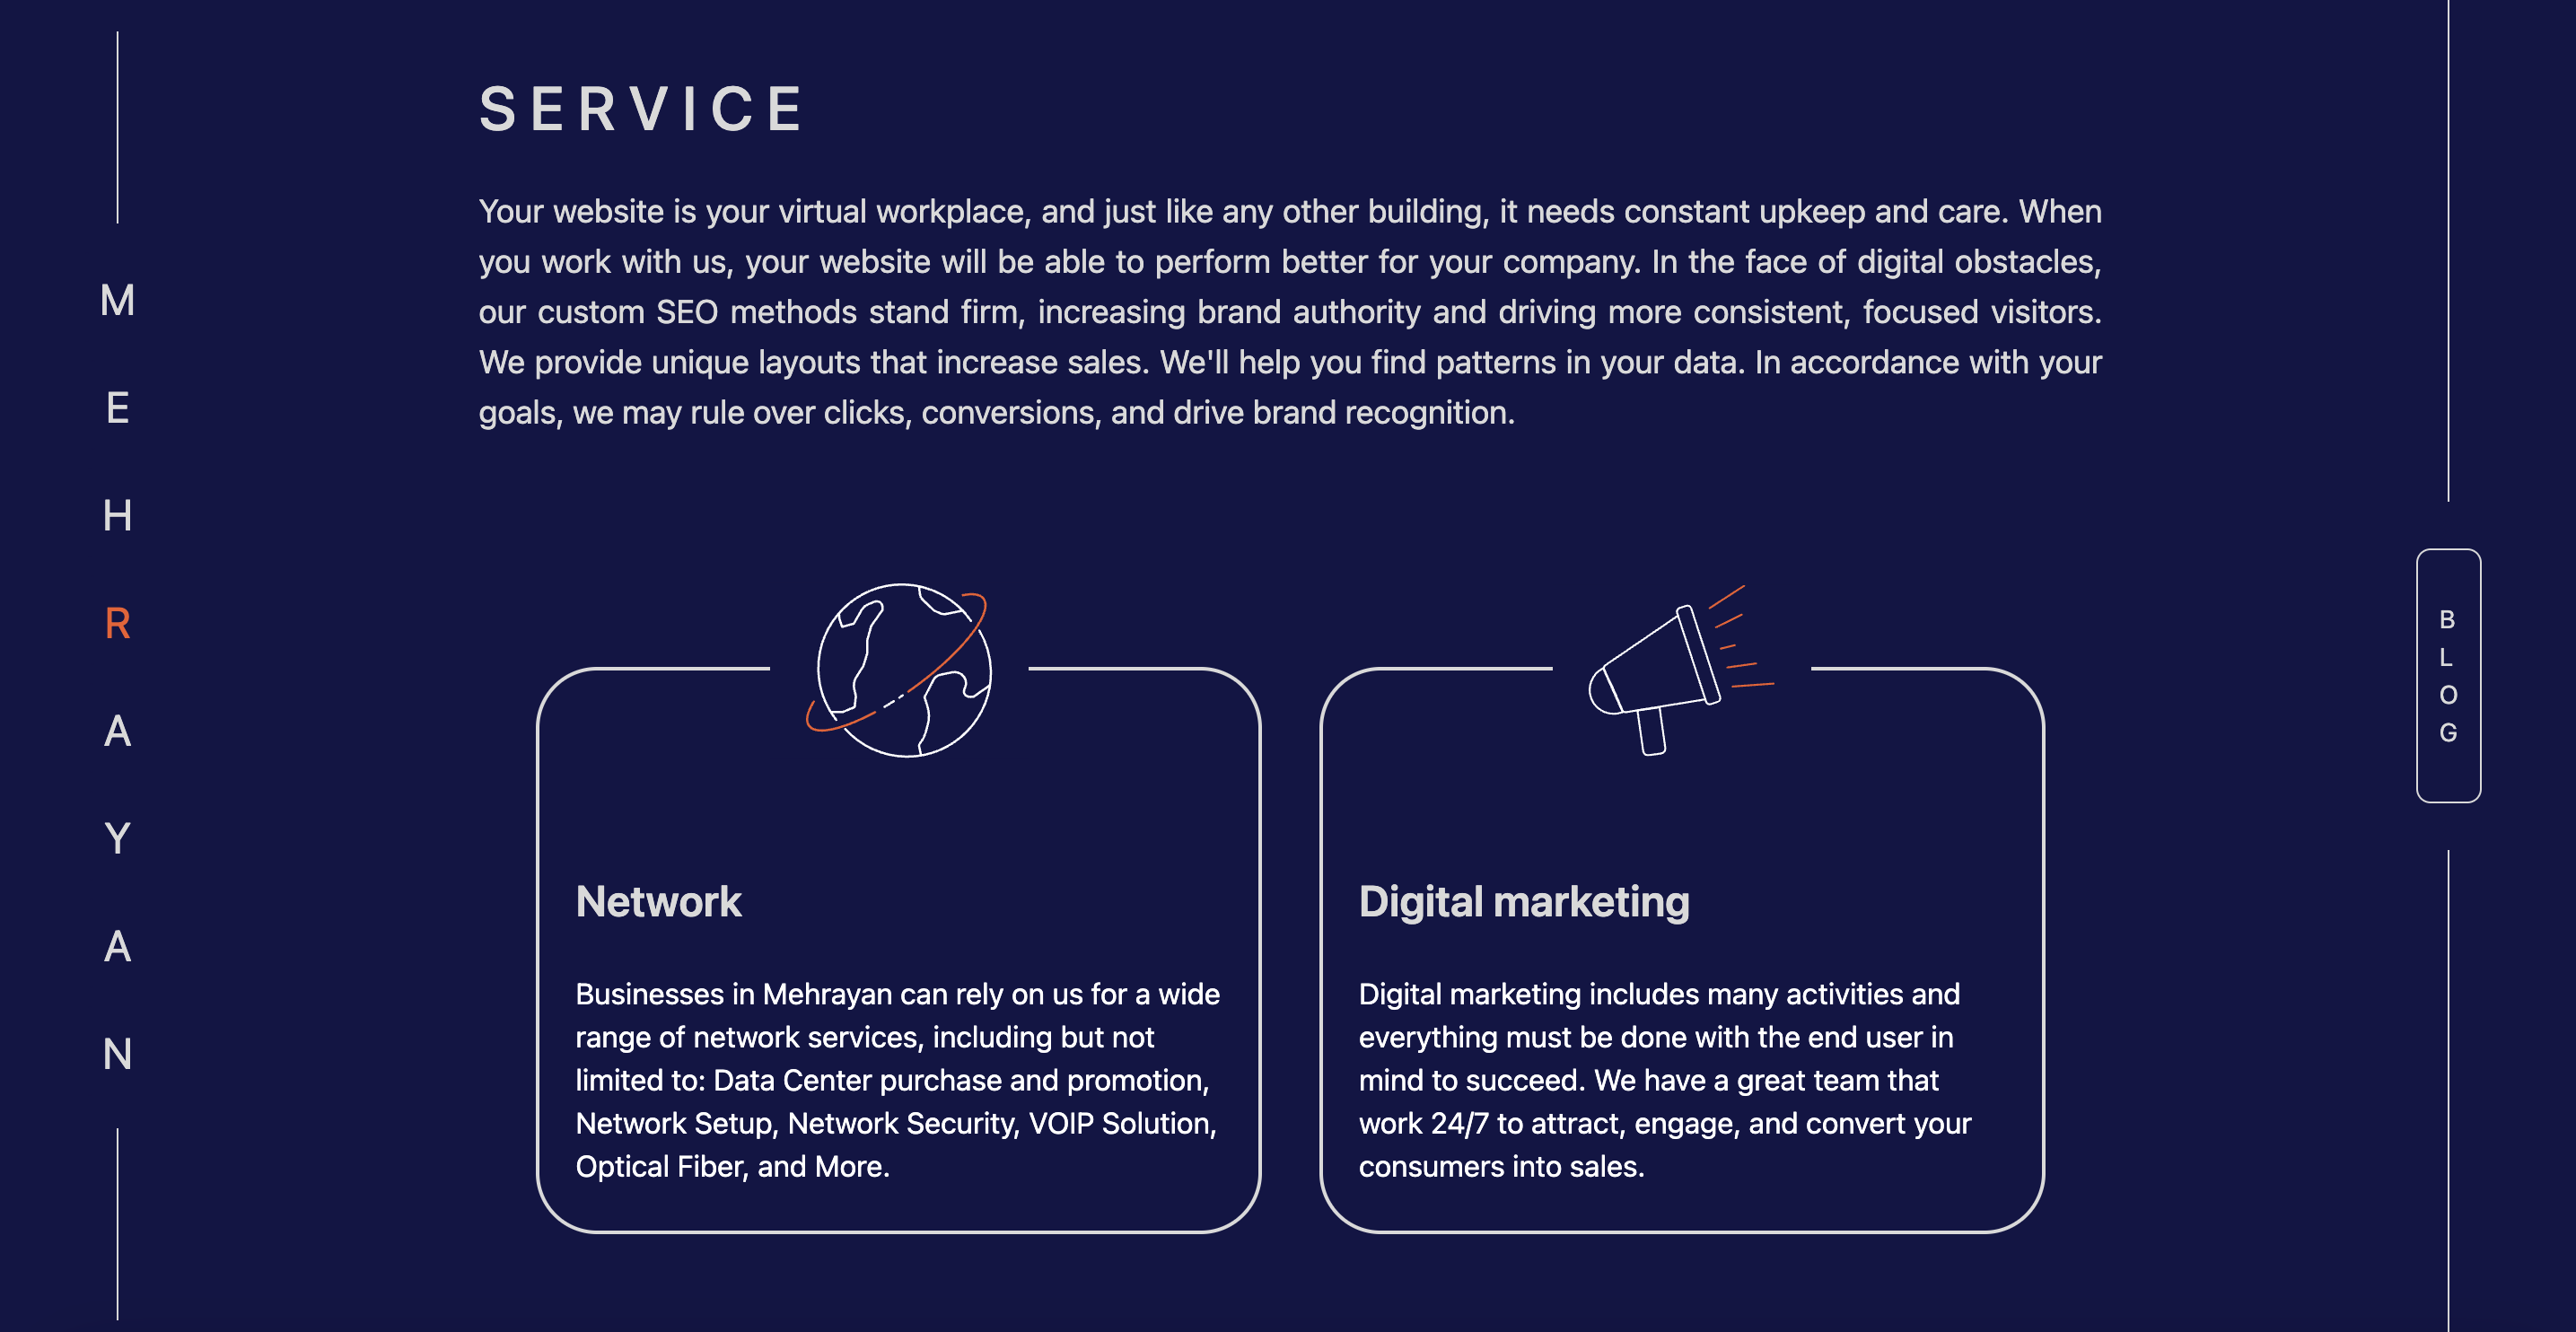 SERVICE
Your website is your virtual workplace, and just like any other building, it needs constant upkeep and care. When
you work with us, your website will be able to perform better for your company. In the face of digital obstacles,
our custom SEO methods stand firm, increasing brand authority and driving more consistent, focused visitors.
We provide unique layouts that increase sales. We'll help you find patterns in your data. In accordance with your
goals, we may rule over clicks, conversions, and drive brand recognition.
MEHRAYAN
Network
Businesses in Mehrayan can rely on us for a wide
range of network services, including but not
limited to: Data Center purchase and promotion,
Network Setup, Network Security, VOIP Solution,
Optical Fiber, and More.
Digital marketing
Digital marketing includes many activities and
everything must be done with the end user in
mind to succeed. We have a great team that
work 24/7 to attract, engage, and convert your
consumers into sales.
BLOG